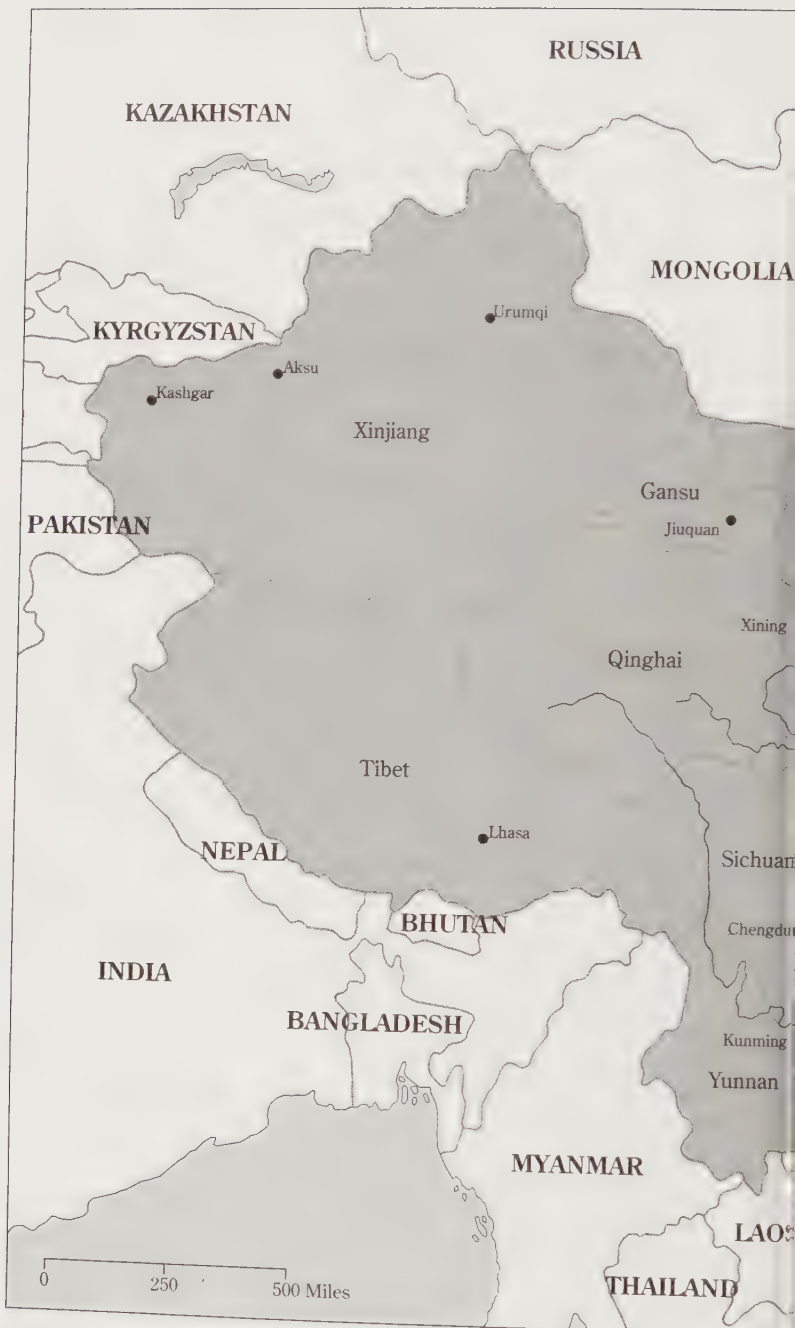 RUSSIA
KAZAKHSTAN
MONGOLIA
Urumqi
KYRGYZSTAN
Aksu
Kashgar
Xinjiang
Gansu
PAKISTAN
Jiuquan
Xining
Qinghai
Tibet
Lhasa
NEPAL
Sichuan
BHUTAN
Chengdu
INDIA
BANGLADESH
Kunming
Yunnan
MYANMAR
LAOS
0 250 500 Miles
THAILAND